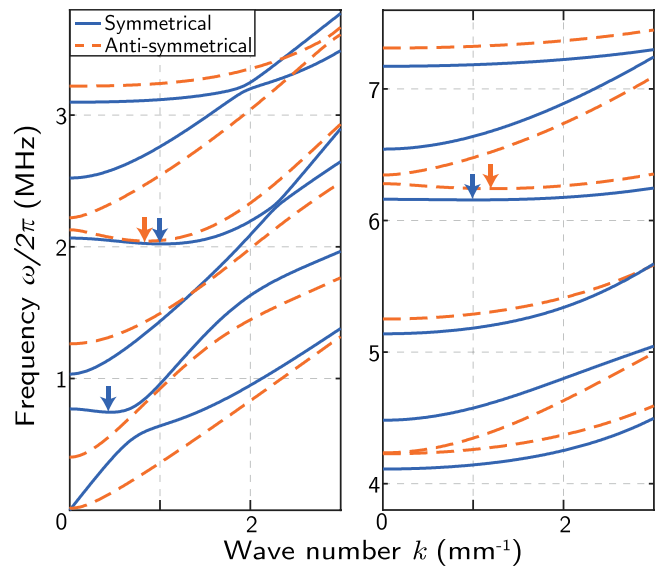 Symmetrical
Anti-symmetrical
Frequency ω/2π (MHz)
3
2
1
0
2
7
6
5
4
0
2
Wave number k (mm⁻¹)